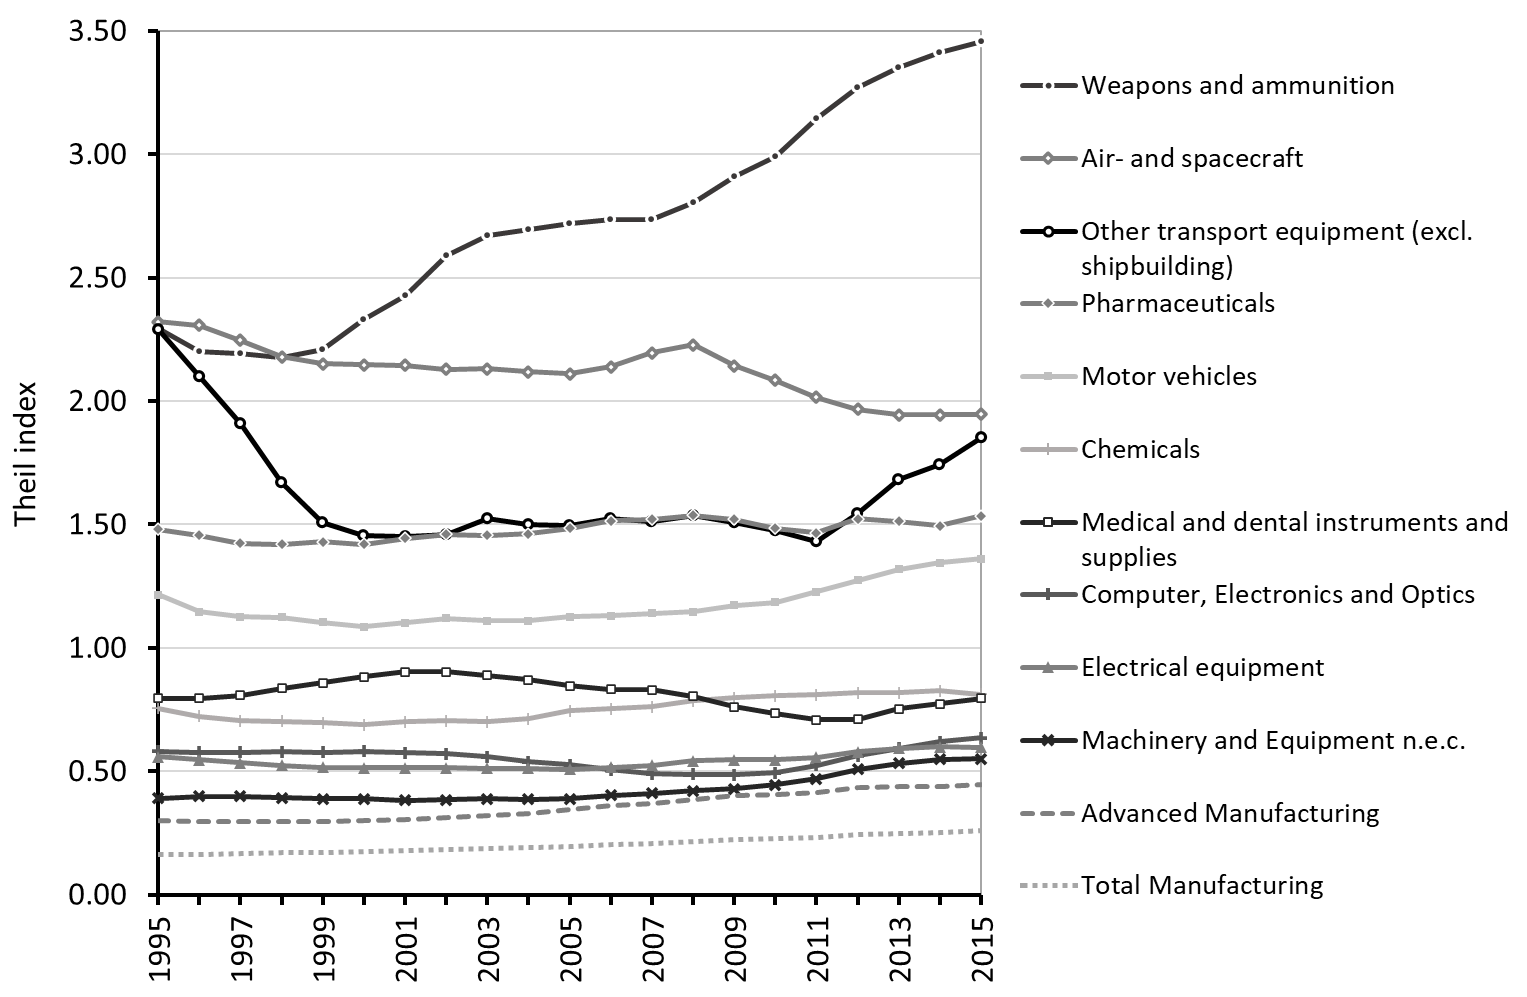 3.50
3.00
2.50
2.00
1.50
1.00
0.50
0.00
Theil index
1995
1997
1999
2001
2003
2005
2007
2009
2011
2013
2015
Weapons and ammunition
Air- and spacecraft
Other transport equipment (excl.
shipbuilding)
Pharmaceuticals
Motor vehicles
Chemicals
Medical and dental instruments and
supplies
Computer, Electronics and Optics
Electrical equipment
Machinery and Equipment n.e.c.
Advanced Manufacturing
Total Manufacturing